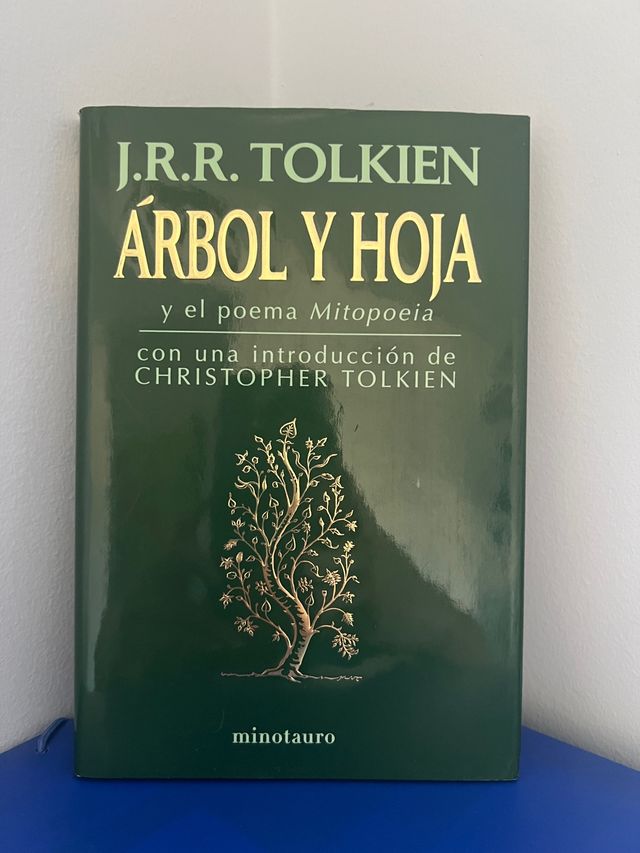 J.R.R. TOLKIEN
ÁRBOL Y HOJA
y el poema Mitopoeia
con una introducción de
CHRISTOPHER TOLKIEN
minotauro